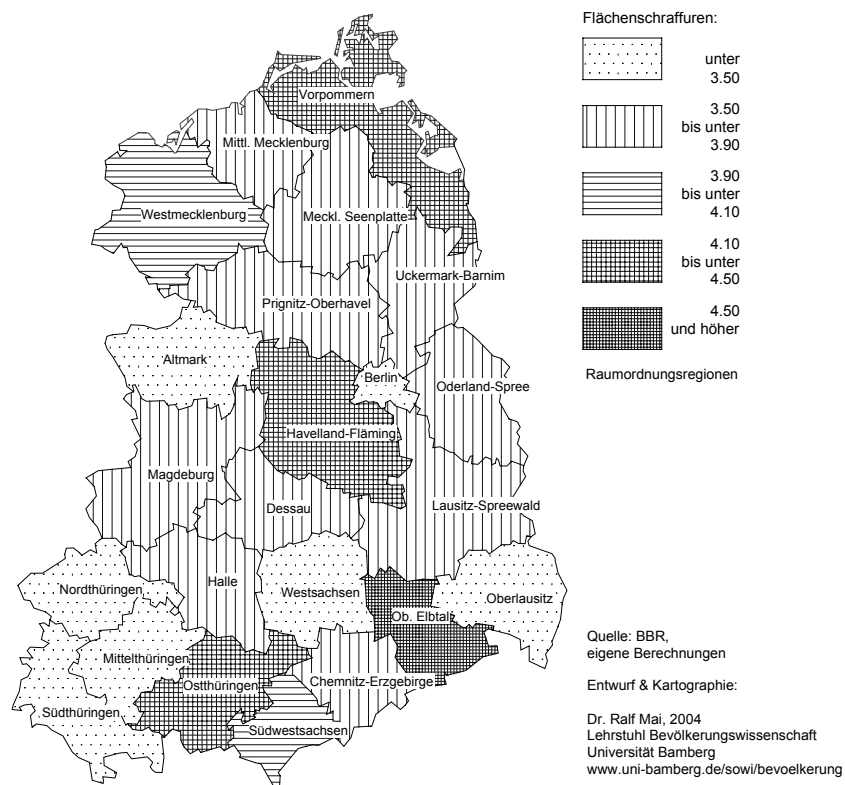 Flächenschraffuren:
unter
3.50
3.50
bis unter
3.90
3.90
bis unter
4.10
4.10
bis unter
4.50
4.50
und höher
Raumordnungsregionen
Vorpommern
Mittl. Mecklenburg
Westmecklenburg
Meckl. Seenplatte
Uckermark-Barnim
Prignitz-Oberhavel
Altmark
Berlin
Oderland-Spree
Havelland-Fläming
Magdeburg
Dessau
Lausitz-Spreewald
Nordthüringen
Halle
Westsachsen
Oberlausitz
Ob. Elbtal
Mittelthüringen
Ostthüringen
Chemnitz-Erzgebirge
Südthüringen
Südwestsachsen
Quelle: BBR,
eigene Berechnungen
Entwurf & Kartographie:
Dr. Ralf Mai, 2004
Lehrstuhl Bevölkerungswissenschaft
Universität Bamberg
www.uni-bamberg.de/sowi/bevoelkerung